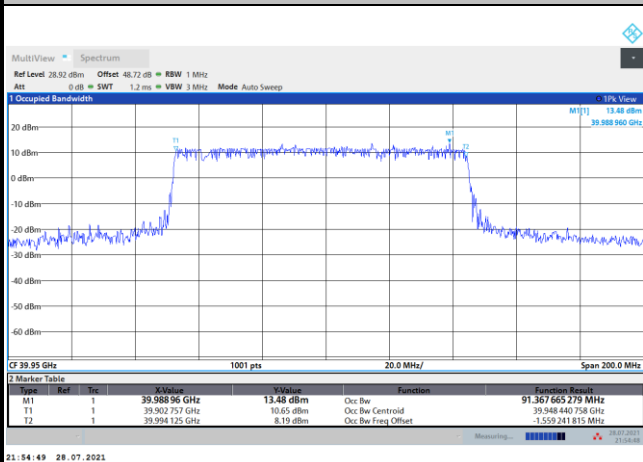 MultiView Spectrum
Ref Level 28.92 dBm Offset 48.72 dB RBW 1 MHz
Att 0 dB SWT 1.2 ms VBW 3 MHz Mode Auto Sweep
1 Occupied Bandwidth 1Pk View
M1[1] 13.48 dBm
39.988 960 GHz
20 dBm
M1
T1
T2
10 dBm
0 dBm
-10 dBm
-20 dBm
-30 dBm
-40 dBm
-50 dBm
-60 dBm
CF 39.95 GHz 1001 pts 20.0 MHz/ Span 200.0 MHz
2 Marker Table
Type Ref Trc X-Value Y-Value Function Function Result
M1 1 39.988 96 GHz 13.48 dBm Occ Bw 91.367 665 279 MHz
T1 1 39.902 757 GHz 10.65 dBm Occ Bw Centroid 39.948 440 758 GHz
T2 1 39.994 125 GHz 8.19 dBm Occ Bw Freq Offset -1.559 241 815 MHz
Measuring... 28.07.2021
21:54:48
21:54:49 28.07.2021